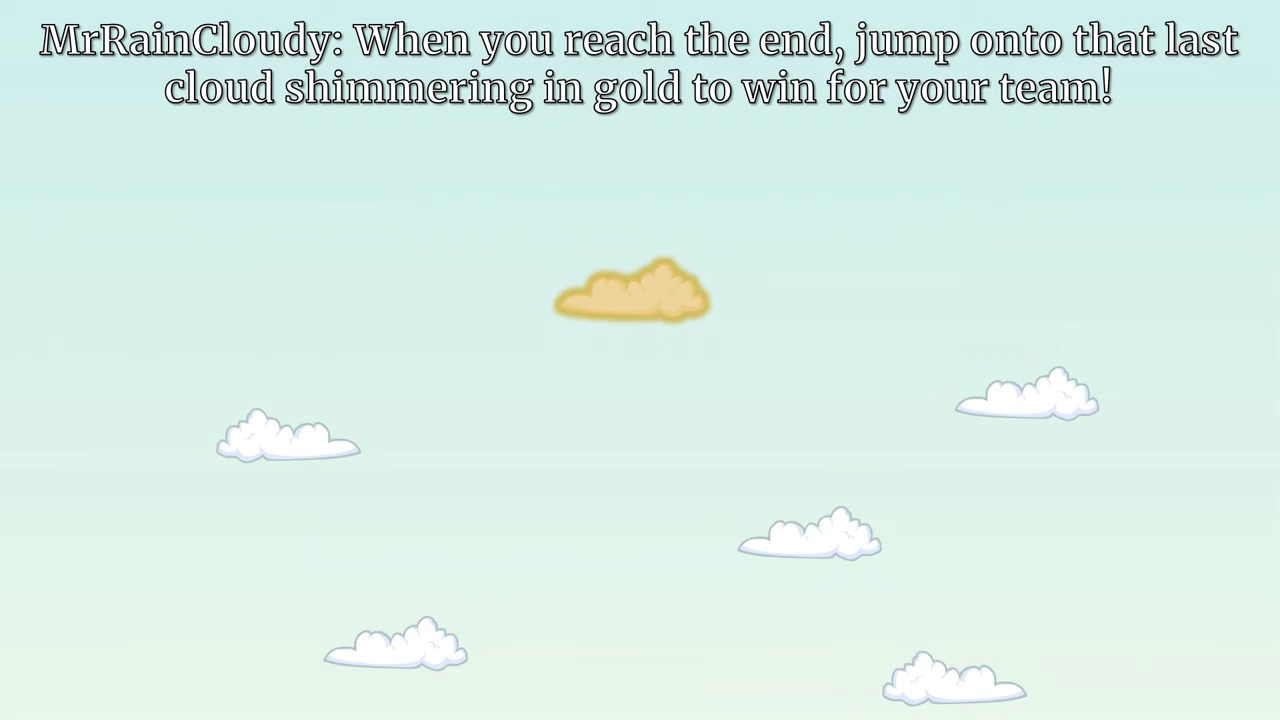 MrRainCloudy: When you reach the end, jump onto that last
cloud shimmering in gold to win for your team!